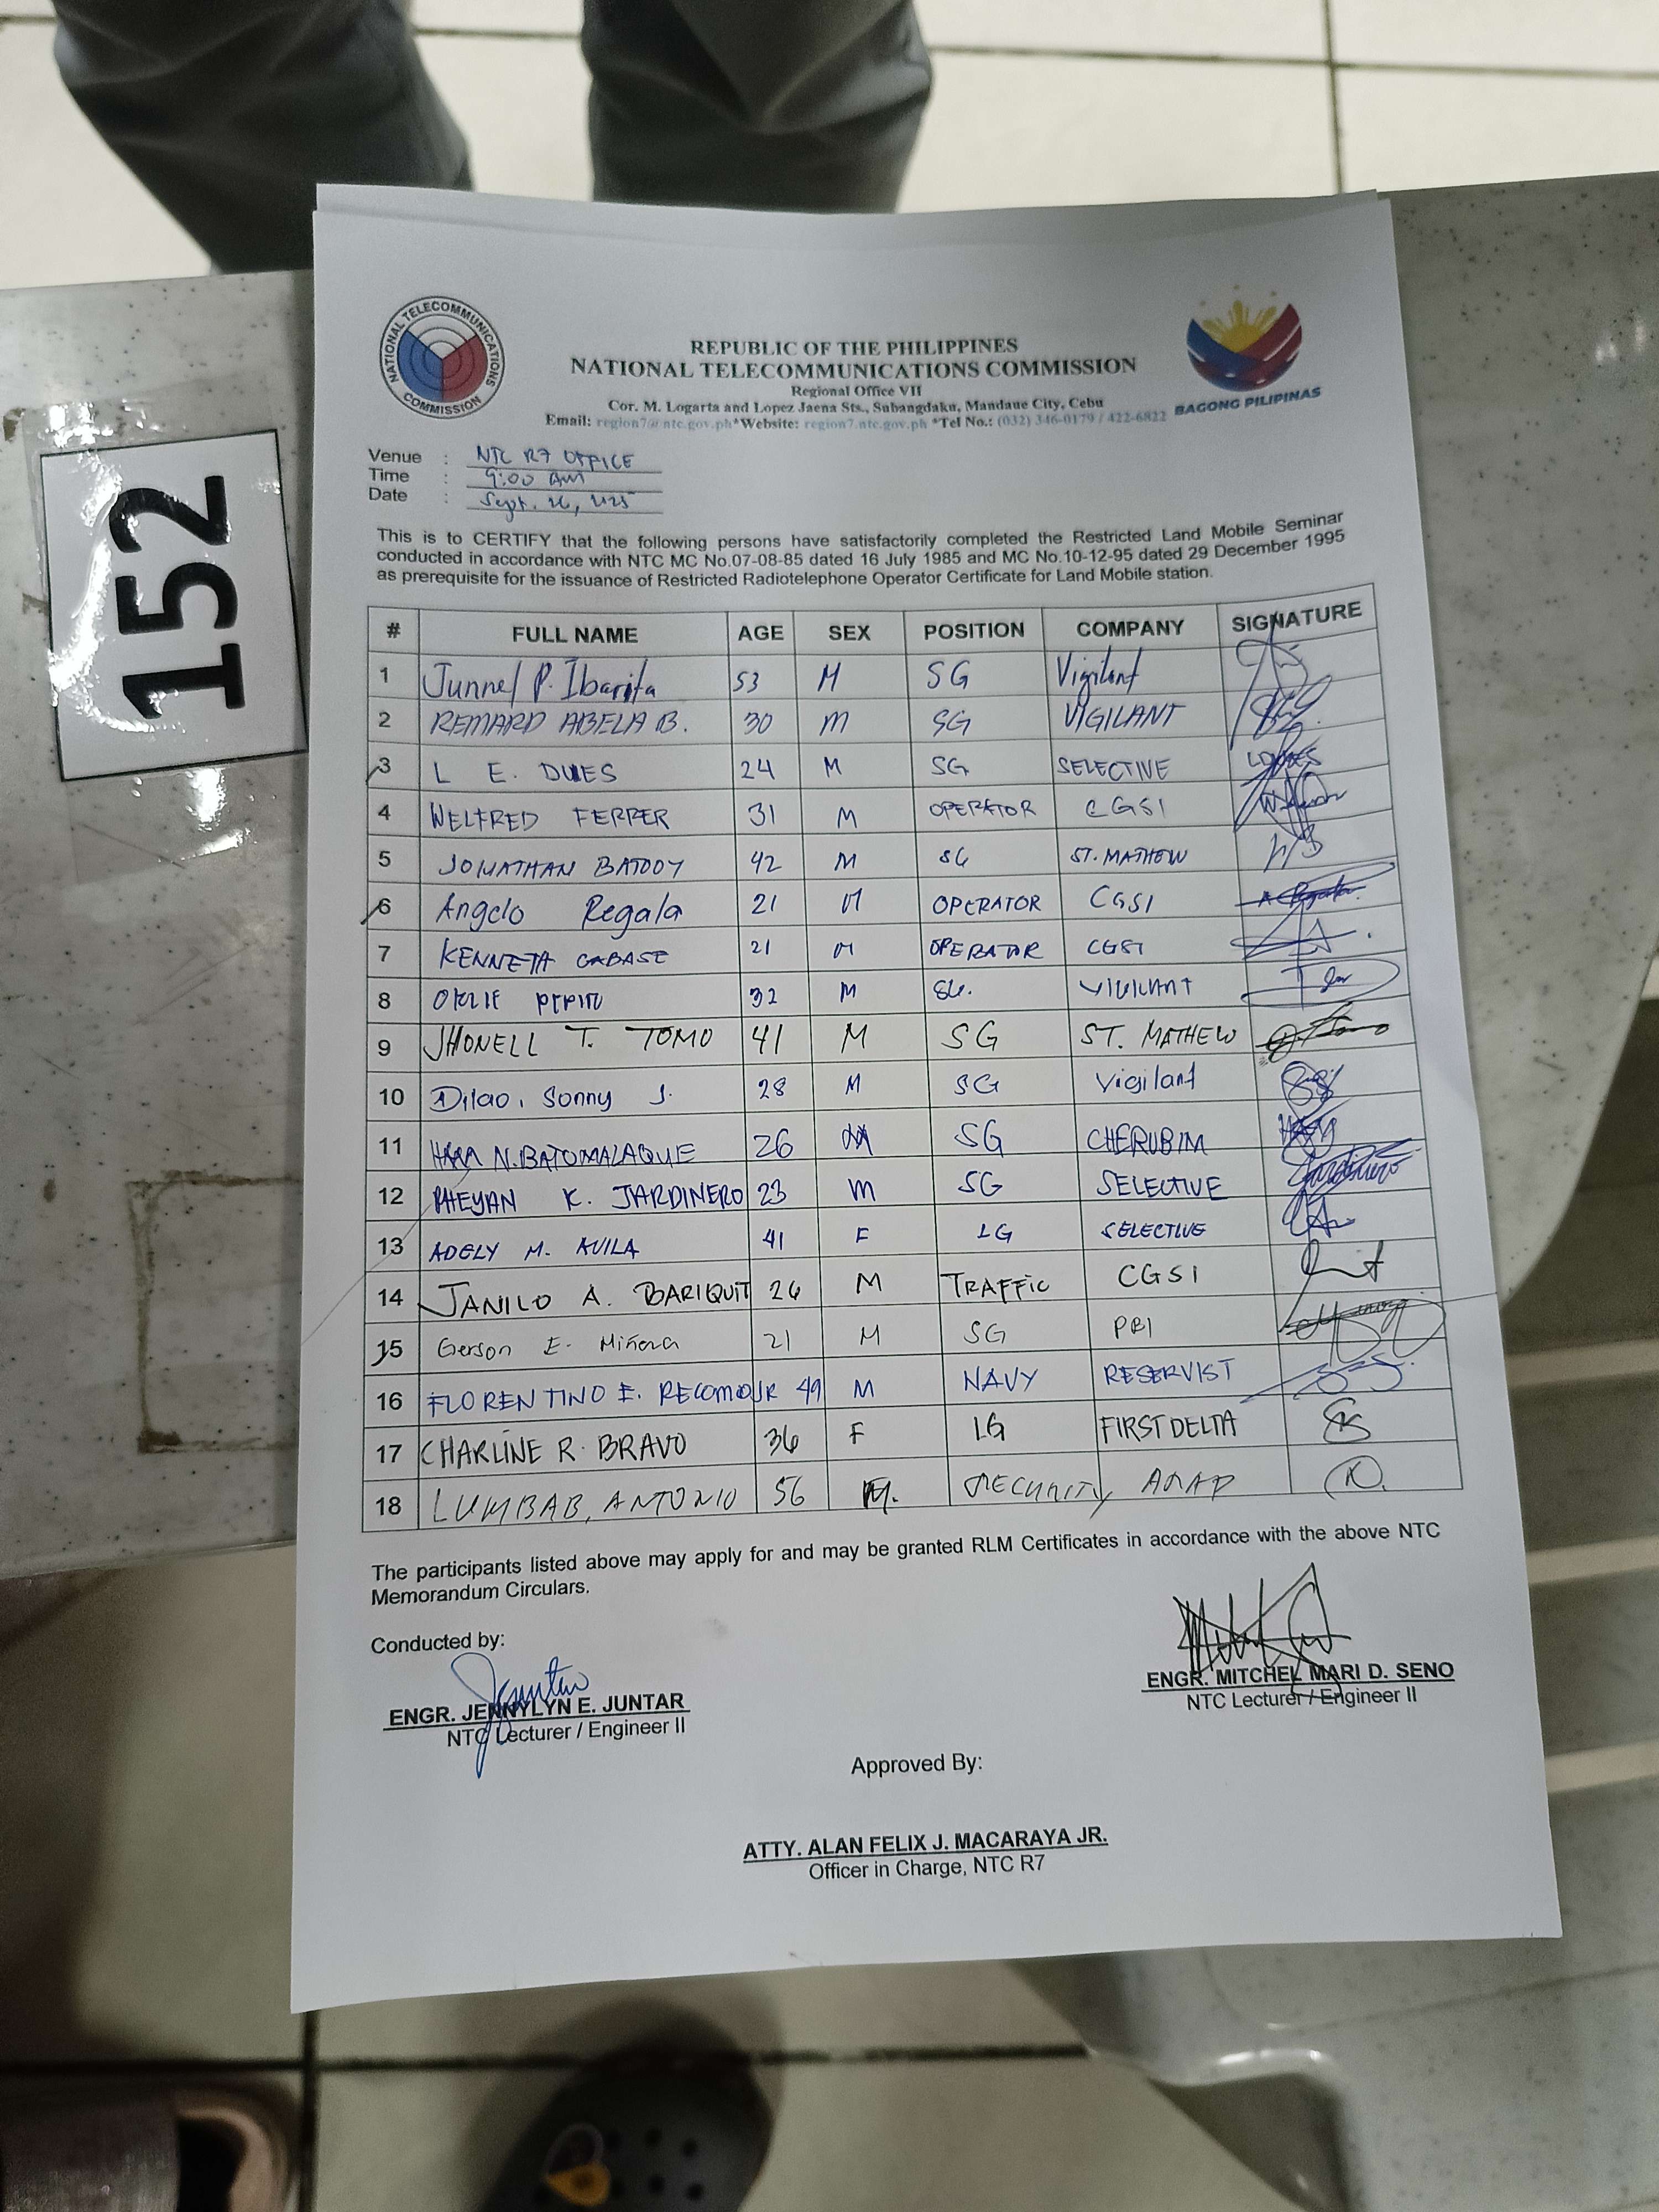 NATIONAL TELECOMMUNICATIONS COMMISSION
REPUBLIC OF THE PHILIPPINES
NATIONAL TELECOMMUNICATIONS COMMISSION
Regional Office VII
Cor. M. Logarta and Lopez Jaena Sts., Subangdaku, Mandaue City, Cebu
Email: region7@ntc.gov.ph*Website: region7.ntc.gov.ph *Tel No.: (032) 346-0179 / 422-6822
BAGONG PILIPINAS
152
Venue : NTC R7 OFFICE
Time : 9:00 AM
Date : Sept. 26, 2025
This is to CERTIFY that the following persons have satisfactorily completed the Restricted Land Mobile Seminar
conducted in accordance with NTC MC No.07-08-85 dated 16 July 1985 and MC No.10-12-95 dated 29 December 1995
as prerequisite for the issuance of Restricted Radiotelephone Operator Certificate for Land Mobile station.
# FULL NAME AGE SEX POSITION COMPANY SIGNATURE
1 Junnel P. Ibarita 53 M SG Vigilant
2 REMARD ABELA B. 30 M SG VIGILANT
3 L E. 24 M SG SELECTIVE
4 WELFRED FERRER 31 M OPERATOR CGSI
5 JONATHAN 42 M SG ST. MATHEW
6 Angelo Regala 21 M OPERATOR CGSI
7 KENNETH CABASE 21 M OPERATOR CGSI
8 32 M SG. VIGILANT
9 JHONELL T. TOMO 41 M SG ST. MATHEW
10 Dilao, Sonny J. 28 M SG Vigilant
11 N. BATOMALAQUE 26 M SG CHERUBIM
12 RHEYAN K. JARDINERO 23 M SG SELECTIVE
13 ADELY M. AVILA 41 F LG SELECTIVE
14 JANILO A. BARIQUIT 26 M TRAFFIC CGSI
15 Gerson E. Miñoza 21 M SG PBI
16 FLORENTINO E. RECOMO JR 49 M NAVY RESERVIST
17 CHARLINE R. BRAVO 36 F LG FIRST DELTA
18 LUMBAB, ANTONIO 56 M. SECURITY
The participants listed above may apply for and may be granted RLM Certificates in accordance with the above NTC
Memorandum Circulars.
Conducted by:
ENGR. JENNYLYN E. JUNTAR
NTC Lecturer / Engineer II
ENGR. MITCHEL MARI D. SENO
NTC Lecturer / Engineer II
Approved By:
ATTY. ALAN FELIX J. MACARAYA JR.
Officer in Charge, NTC R7